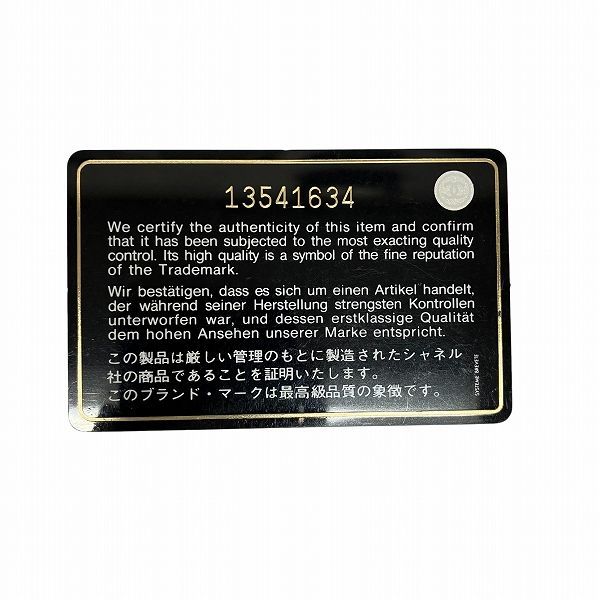 13541634
We certify the authenticity of this item and confirm
that it has been subjected to the most exacting quality
control. Its high quality is a symbol of the fine reputation
of the Trademark.
Wir bestätigen, dass es sich um einen Artikel handelt,
der während seiner Herstellung strengsten Kontrollen
unterworfen war, und dessen erstklassige Qualität
dem hohen Ansehen unserer Marke entspricht.
この製品は厳しい管理のもとに製造されたシャネル
社の商品であることを証明いたします。
このブランド・マークは最高級品質の象徴です。